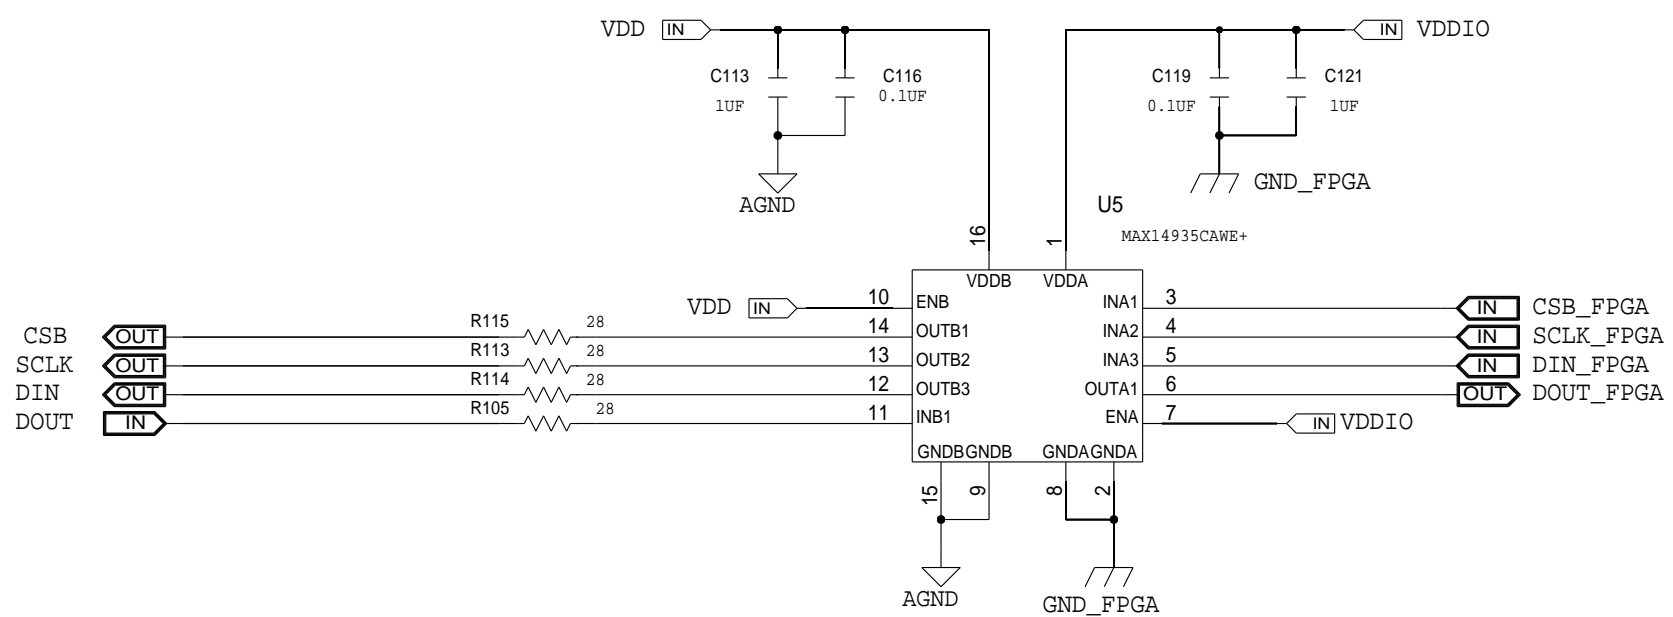 VDD IN
IN VDDIO
C113
1UF
C116
0.1UF
C119
0.1UF
C121
1UF
AGND
GND_FPGA
U5
MAX14935CAWE+
16
1
VDDB VDDA
VDD IN 10 ENB
INA1 3 IN CSB_FPGA
CSB OUT R115 28 14 OUTB1
INA2 4 IN SCLK_FPGA
SCLK OUT R113 28 13 OUTB2
INA3 5 IN DIN_FPGA
DIN OUT R114 28 12 OUTB3
OUTA1 6 OUT DOUT_FPGA
DOUT IN R105 28 11 INB1
ENA 7 IN VDDIO
GNDB GNDB GNDA GNDA
15 9 8 2
AGND
GND_FPGA